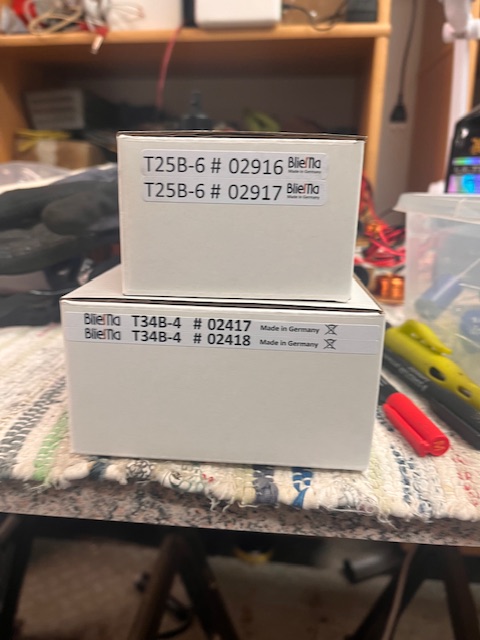 T25B-6 # 02916 BlieSMa Made in Germany
T25B-6 # 02917 BlieSMa Made in Germany
BlieSMa T34B-4 # 02417 Made in Germany
BlieSMa T34B-4 # 02418 Made in Germany